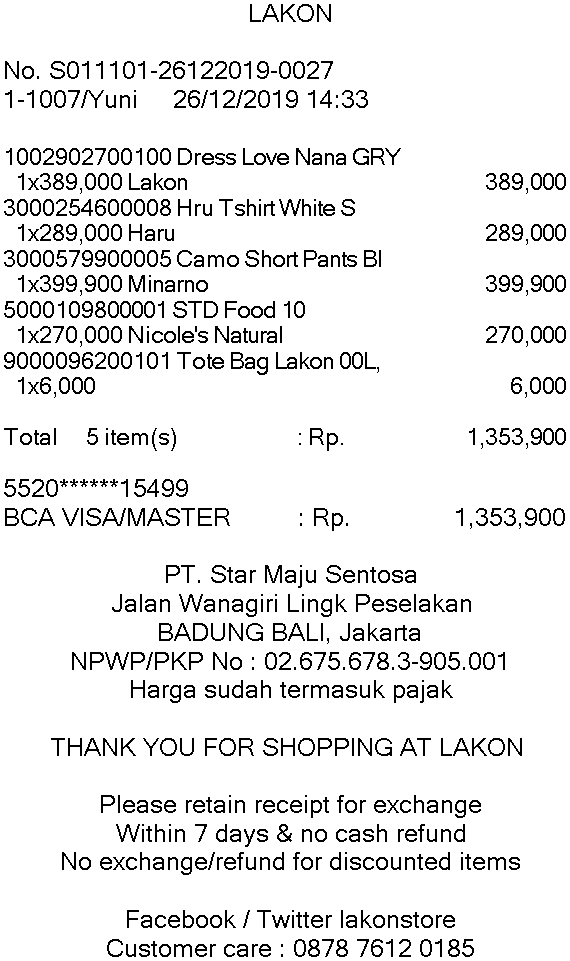 LAKON
No. S011101-26122019-0027
1-1007/Yuni 26/12/2019 14:33
1002902700100 Dress Love Nana GRY
1x389,000 Lakon 389,000
3000254600008 Hru Tshirt White S
1x289,000 Haru 289,000
3000579900005 Camo Short Pants Bl
1x399,900 Minarno 399,900
5000109800001 STD Food 10
1x270,000 Nicole's Natural 270,000
9000096200101 Tote Bag Lakon 00L,
1x6,000 6,000
Total 5 item(s) : Rp. 1,353,900
5520******15499
BCA VISA/MASTER : Rp. 1,353,900
PT. Star Maju Sentosa
Jalan Wanagiri Lingk Peselakan
BADUNG BALI, Jakarta
NPWP/PKP No : 02.675.678.3-905.001
Harga sudah termasuk pajak
THANK YOU FOR SHOPPING AT LAKON
Please retain receipt for exchange
Within 7 days & no cash refund
No exchange/refund for discounted items
Facebook / Twitter lakonstore
Customer care : 0878 7612 0185